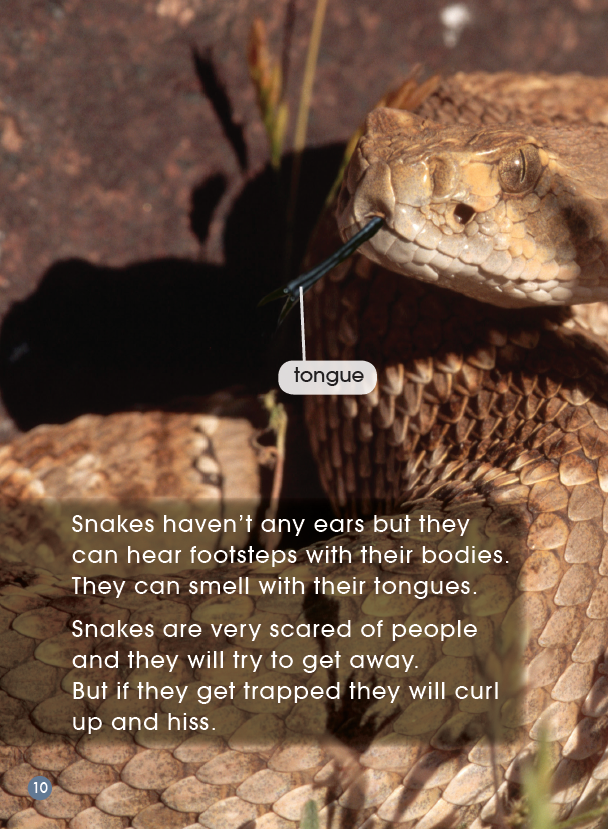 tongue
Snakes haven't any ears but they
can hear footsteps with their bodies.
They can smell with their tongues.
Snakes are very scared of people
and they will try to get away.
But if they get trapped they will curl
up and hiss.
10